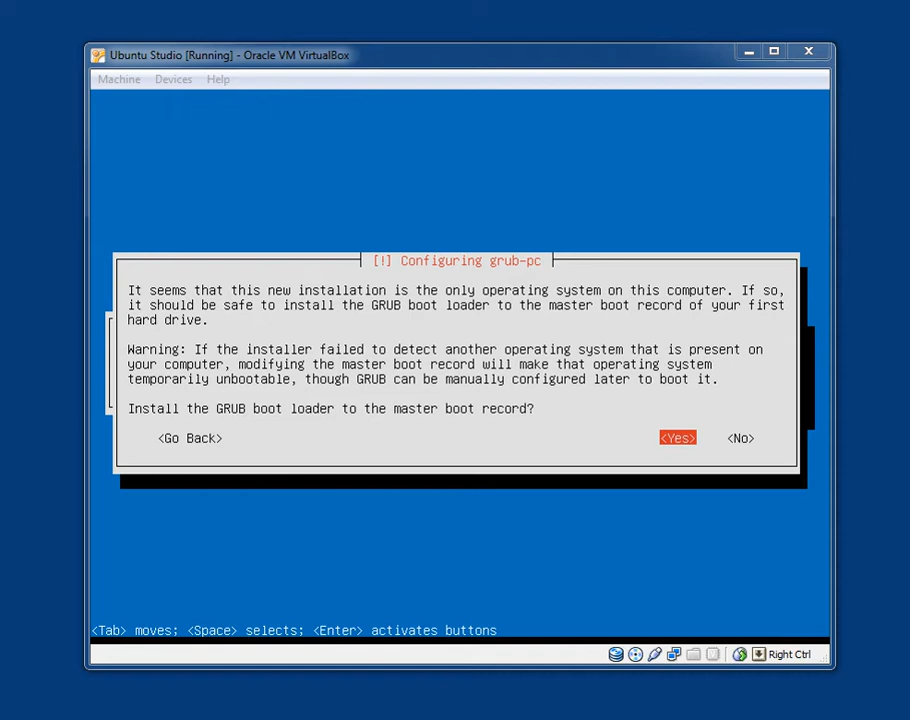 Ubuntu Studio [Running] - Oracle VM VirtualBox
Machine Devices Help
[!] Configuring grub-pc
It seems that this new installation is the only operating system on this computer. If so,
it should be safe to install the GRUB boot loader to the master boot record of your first
hard drive.
Warning: If the installer failed to detect another operating system that is present on
your computer, modifying the master boot record will make that operating system
temporarily unbootable, though GRUB can be manually configured later to boot it.
Install the GRUB boot loader to the master boot record?
<Go Back> <Yes> <No>
<Tab> moves; <Space> selects; <Enter> activates buttons
Right Ctrl